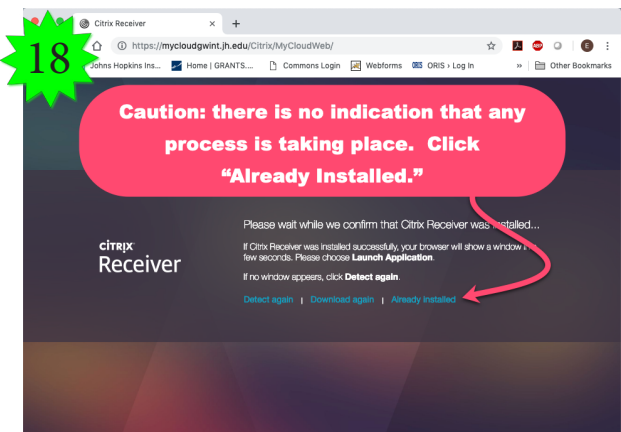 Citrix Receiver
https://mycloudgwint.jh.edu/Citrix/MyCloudWeb/
E
18
Johns Hopkins Ins...
Home | GRANTS....
Commons Login
Webforms
ORIS ORIS › Log In
» Other Bookmarks
Caution: there is no indication that any
process is taking place. Click
“Already Installed.”
Please wait while we confirm that Citrix Receiver was installed...
If Citrix Receiver was installed successfully, your browser will show a window in
few seconds. Please choose Launch Application.
If no window appears, click Detect again.
Detect again | Download again | Already installed
CITRIX
Receiver